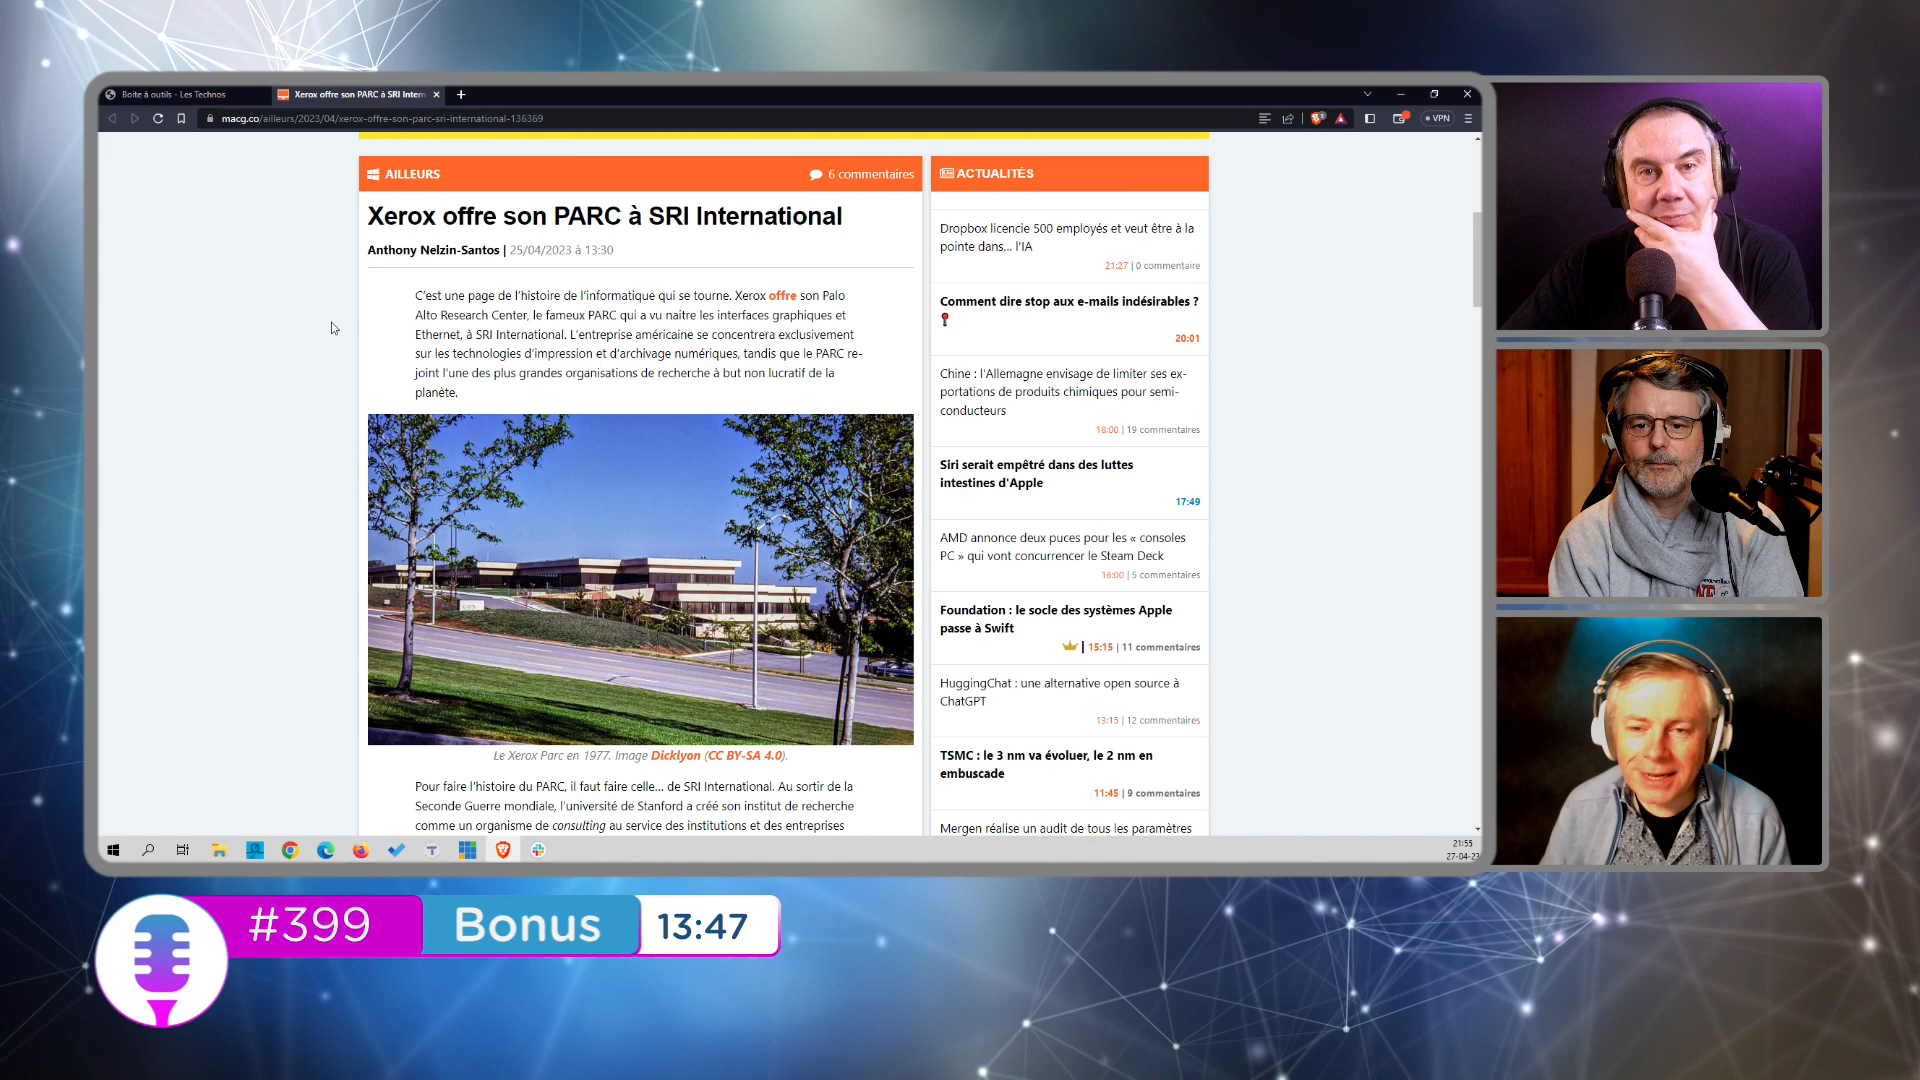 Boite à outils - Les Technos
Xerox offre son PARC à SRI Intern
macg.co/ailleurs/2023/04/xerox-offre-son-parc-sri-international-136369
VPN
AILLEURS
6 commentaires
Xerox offre son PARC à SRI International
Anthony Nelzin-Santos | 25/04/2023 à 13:30
C'est une page de l'histoire de l'informatique qui se tourne. Xerox offre son Palo
Alto Research Center, le fameux PARC qui a vu naitre les interfaces graphiques et
Ethernet, à SRI International. L'entreprise américaine se concentrera exclusivement
sur les technologies d'impression et d'archivage numériques, tandis que le PARC re-
joint l'une des plus grandes organisations de recherche à but non lucratif de la
planète.
Le Xerox Parc en 1977. Image Dicklyon (CC BY-SA 4.0).
Pour faire l'histoire du PARC, il faut faire celle... de SRI International. Au sortir de la
Seconde Guerre mondiale, l'université de Stanford a créé son institut de recherche
comme un organisme de consulting au service des institutions et des entreprises
ACTUALITÉS
Dropbox licencie 500 employés et veut être à la
pointe dans... l'IA
21:27 | 0 commentaire
Comment dire stop aux e-mails indésirables ?
20:01
Chine : l'Allemagne envisage de limiter ses ex-
portations de produits chimiques pour semi-
conducteurs
18:00 | 19 commentaires
Siri serait empêtré dans des luttes
intestines d'Apple
17:49
AMD annonce deux puces pour les « consoles
PC » qui vont concurrencer le Steam Deck
16:00 | 5 commentaires
Foundation : le socle des systèmes Apple
passe à Swift
| 15:15 | 11 commentaires
HuggingChat : une alternative open source à
ChatGPT
13:15 | 12 commentaires
TSMC : le 3 nm va évoluer, le 2 nm en
embuscade
11:45 | 9 commentaires
Mergen réalise un audit de tous les paramètres
21:55
27-04-23
#399
Bonus
13:47